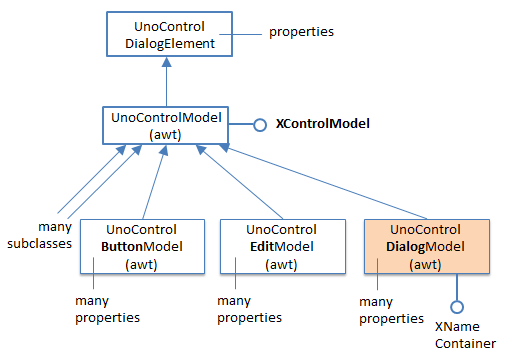 UnoControl
DialogElement
properties
UnoControlModel
(awt)
XControlModel
many
subclasses
UnoControl
ButtonModel
(awt)
UnoControl
EditModel
(awt)
UnoControl
DialogModel
(awt)
many
properties
many
properties
many
properties
XName
Container